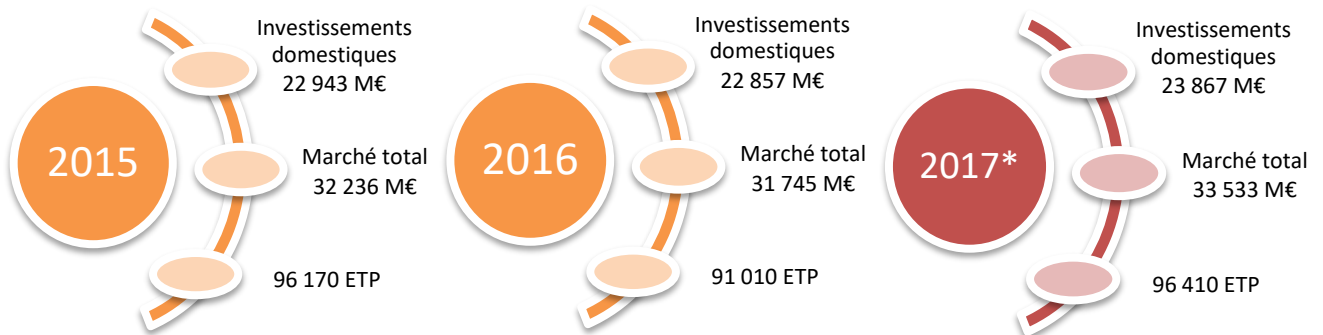 2015
Investissements
domestiques
22 943 M€
Marché total
32 236 M€
96 170 ETP
2016
Investissements
domestiques
22 857 M€
Marché total
31 745 M€
91 010 ETP
2017*
Investissements
domestiques
23 867 M€
Marché total
33 533 M€
96 410 ETP